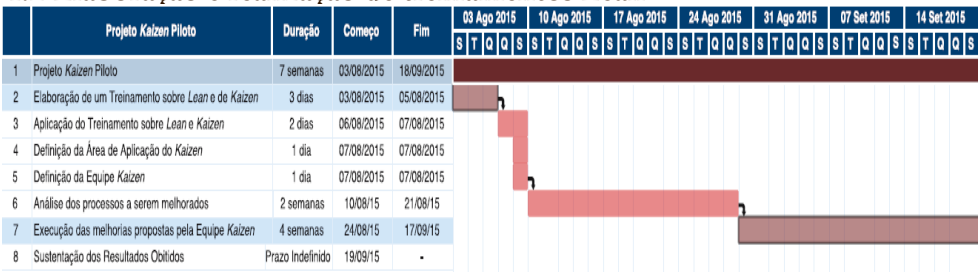 Projeto Kaizen Piloto Duração Começo Fim 03 Ago 2015 10 Ago 2015 17 Ago 2015 24 Ago 2015 31 Ago 2015 07 Set 2015 14 Set 2015
S T Q Q S S T Q Q S S T Q Q S S T Q Q S S T Q Q S S T Q Q S S T Q Q S
1 Projeto Kaizen Piloto 7 semanas 03/08/2015 18/09/2015
2 Elaboração de um Treinamento sobre Lean e de Kaizen 3 dias 03/08/2015 05/08/2015
3 Aplicação do Treinamento sobre Lean e Kaizen 2 dias 06/08/2015 07/08/2015
4 Definição da Área de Aplicação do Kaizen 1 dia 07/08/2015 07/08/2015
5 Definição da Equipe Kaizen 1 dia 07/08/2015 07/08/2015
6 Análise dos processos a serem melhorados 2 semanas 10/08/15 21/08/15
7 Execução das melhorias propostas pela Equipe Kaizen 4 semanas 24/08/15 17/09/15
8 Sustentação dos Resultados Obitidos Prazo Indefinido 19/09/15 -